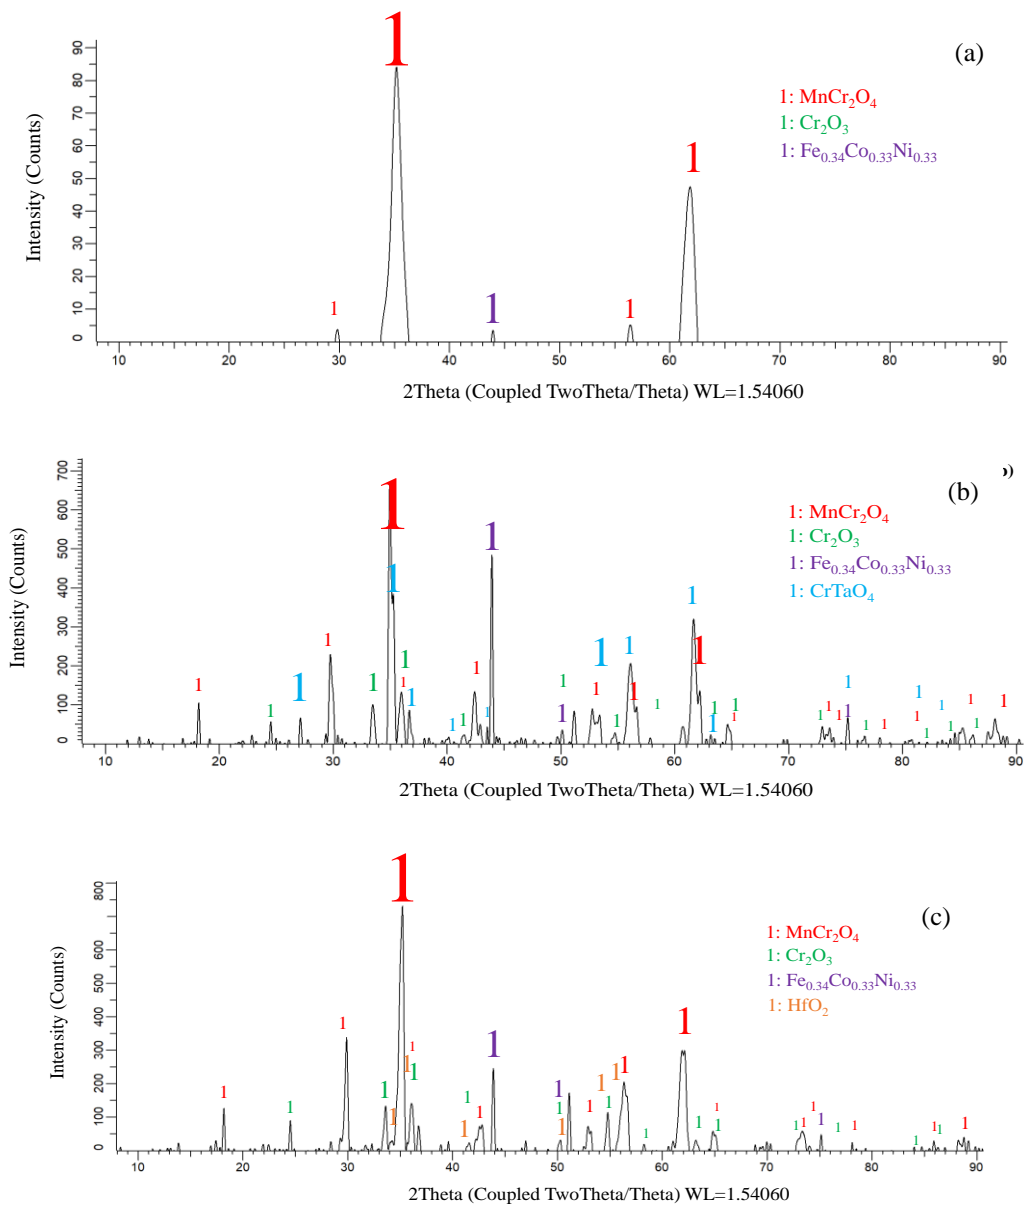 (a)
90
80
70
60
50
40
30
20
10
0
Intensity (Counts)
1: MnCr₂O₄
1: Cr₂O₃
1: Fe₀.₃₄Co₀.₃₃Ni₀.₃₃
1 1 1 1 1
10 20 30 40 50 60 70 80 90
2Theta (Coupled TwoTheta/Theta) WL=1.54060
(b)
700
600
500
400
300
200
100
0
Intensity (Counts)
1: MnCr₂O₄
1: Cr₂O₃
1: Fe₀.₃₄Co₀.₃₃Ni₀.₃₃
1: CrTaO₄
10 20 30 40 50 60 70 80 90
2Theta (Coupled TwoTheta/Theta) WL=1.54060
(c)
800
700
600
500
400
300
200
100
0
Intensity (Counts)
1: MnCr₂O₄
1: Cr₂O₃
1: Fe₀.₃₄Co₀.₃₃Ni₀.₃₃
1: HfO₂
10 20 30 40 50 60 70 80 90
2Theta (Coupled TwoTheta/Theta) WL=1.54060